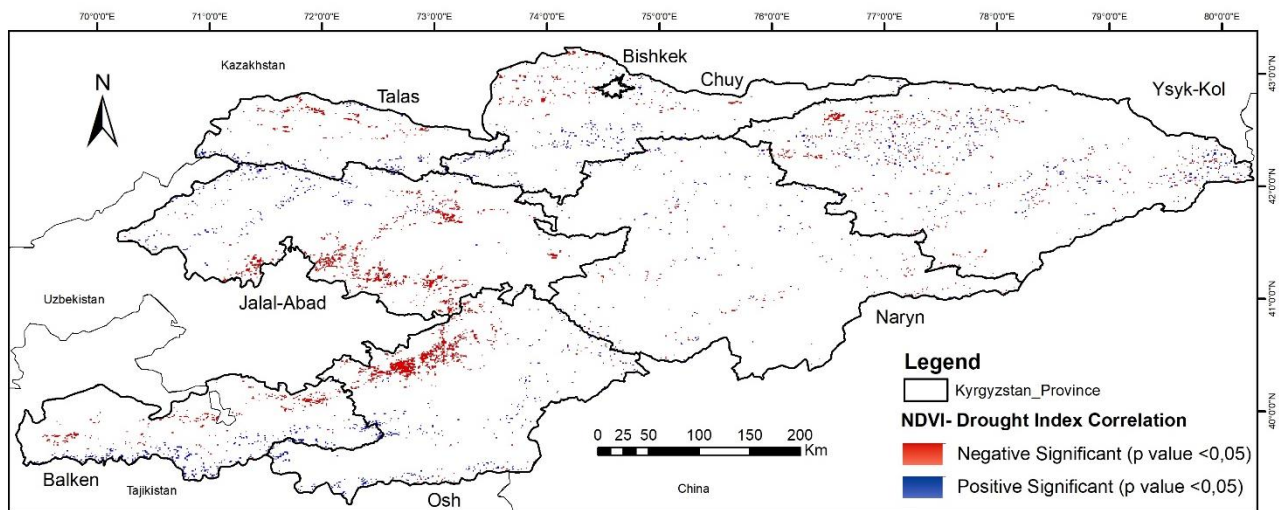 70°0'0"E 71°0'0"E 72°0'0"E 73°0'0"E 74°0'0"E 75°0'0"E 76°0'0"E 77°0'0"E 78°0'0"E 79°0'0"E 80°0'0"E
Bishkek
Kazakhstan
N
Chuy
43°0'0"N
Talas
Ysyk-Kol
42°0'0"N
Uzbekistan
Jalal-Abad
41°0'0"N
Naryn
Legend
Kyrgyzstan_Province
40°0'0"N
NDVI- Drought Index Correlation
0 25 50 100 150 200
Km
Negative Significant (p value <0,05)
Balken
Tajikistan
Osh
China
Positive Significant (p value <0,05)